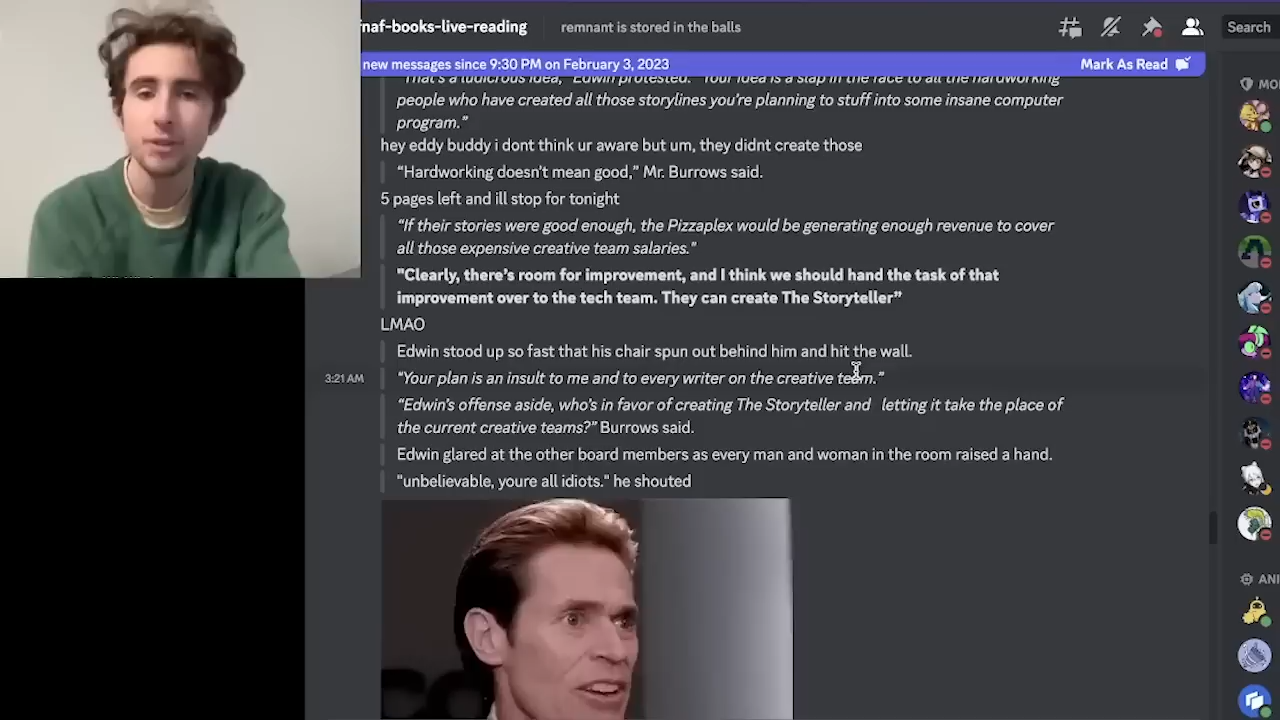 fnaf-books-live-reading
remnant is stored in the balls
Search
new messages since 9:30 PM on February 3, 2023
Mark As Read
"That's a ludicrous idea," Edwin protested. "Your idea is a slap in the face to all the hardworking
people who have created all those storylines you're planning to stuff into some insane computer
program.”
hey eddy buddy i dont think ur aware but um, they didnt create those
“Hardworking doesn’t mean good,” Mr. Burrows said.
5 pages left and ill stop for tonight
“If their stories were good enough, the Pizzaplex would be generating enough revenue to cover
all those expensive creative team salaries."
"Clearly, there’s room for improvement, and I think we should hand the task of that
improvement over to the tech team. They can create The Storyteller”
LMAO
Edwin stood up so fast that his chair spun out behind him and hit the wall.
3:21 AM
“Your plan is an insult to me and to every writer on the creative team.”
“Edwin’s offense aside, who’s in favor of creating The Storyteller and letting it take the place of
the current creative teams?” Burrows said.
Edwin glared at the other board members as every man and woman in the room raised a hand.
"unbelievable, youre all idiots." he shouted
MO
ANI